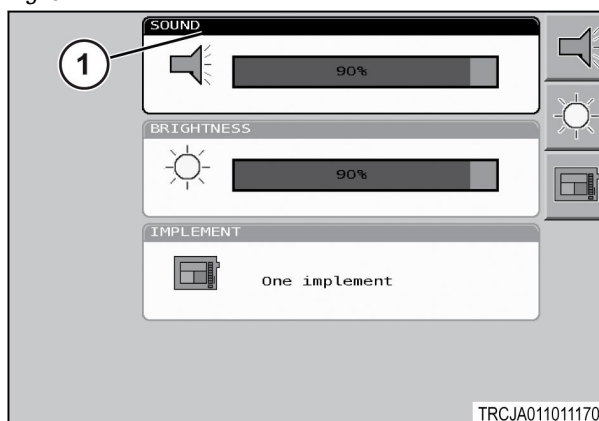 SOUND
1
90%
BRIGHTNESS
90%
IMPLEMENT
One implement
TRCJA011011170